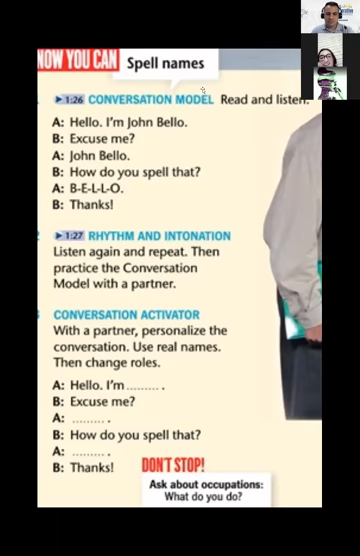 NOW YOU CAN Spell names
1:26 CONVERSATION MODEL Read and listen.
A: Hello. I'm John Bello.
B: Excuse me?
A: John Bello.
B: How do you spell that?
A: B-E-L-L-O.
B: Thanks!
2 1:27 RHYTHM AND INTONATION
Listen again and repeat. Then
practice the Conversation
Model with a partner.
3 CONVERSATION ACTIVATOR
With a partner, personalize the
conversation. Use real names.
Then change roles.
A: Hello. I'm ......... .
B: Excuse me?
A: ......... .
B: How do you spell that?
A: ......... .
B: Thanks!
DON'T STOP!
Ask about occupations:
What do you do?